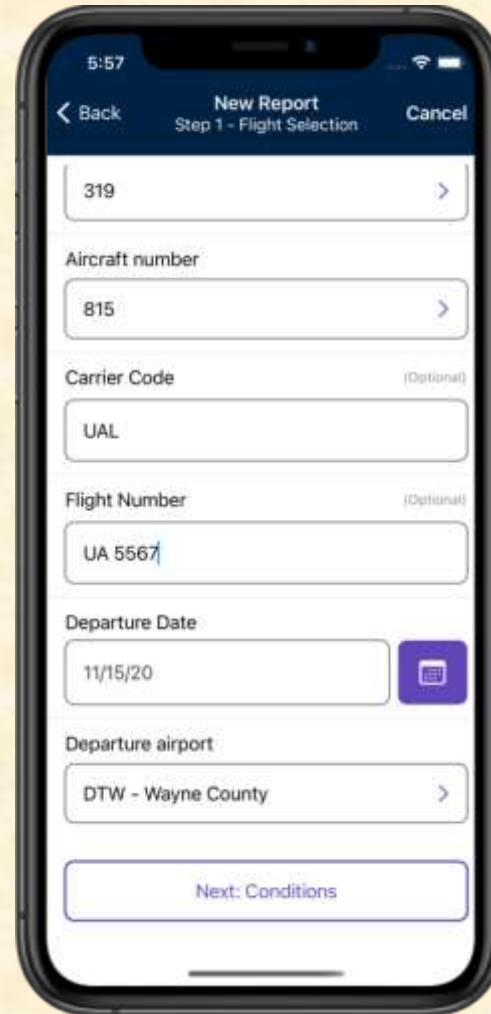 5:57
Back
New Report
Cancel
Step 1 - Flight Selection
319
Aircraft number
815
Carrier Code (Optional)
UAL
Flight Number (Optional)
UA 5567
Departure Date
11/15/20
Departure airport
DTW - Wayne County
Next: Conditions